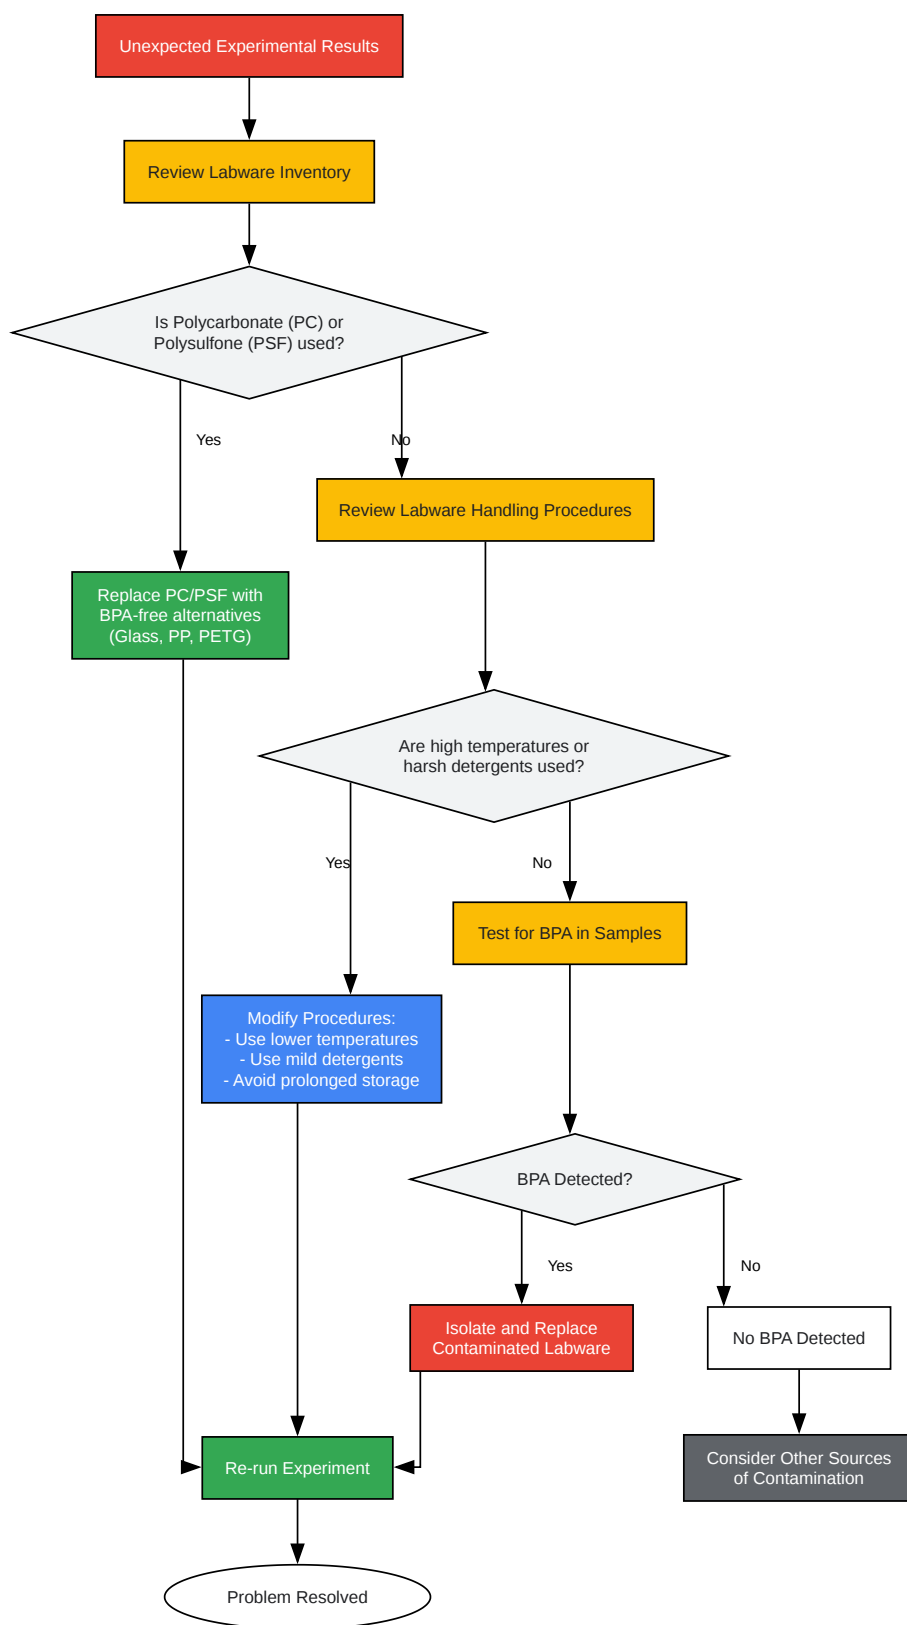 Unexpected Experimental Results
Review Labware Inventory
Is Polycarbonate (PC) or
Polysulfone (PSF) used?
Yes
No
Review Labware Handling Procedures
Replace PC/PSF with
BPA-free alternatives
(Glass, PP, PETG)
Are high temperatures or
harsh detergents used?
Yes
No
Test for BPA in Samples
Modify Procedures:
- Use lower temperatures
- Use mild detergents
- Avoid prolonged storage
BPA Detected?
Yes
No
Isolate and Replace
Contaminated Labware
No BPA Detected
Re-run Experiment
Consider Other Sources
of Contamination
Problem Resolved